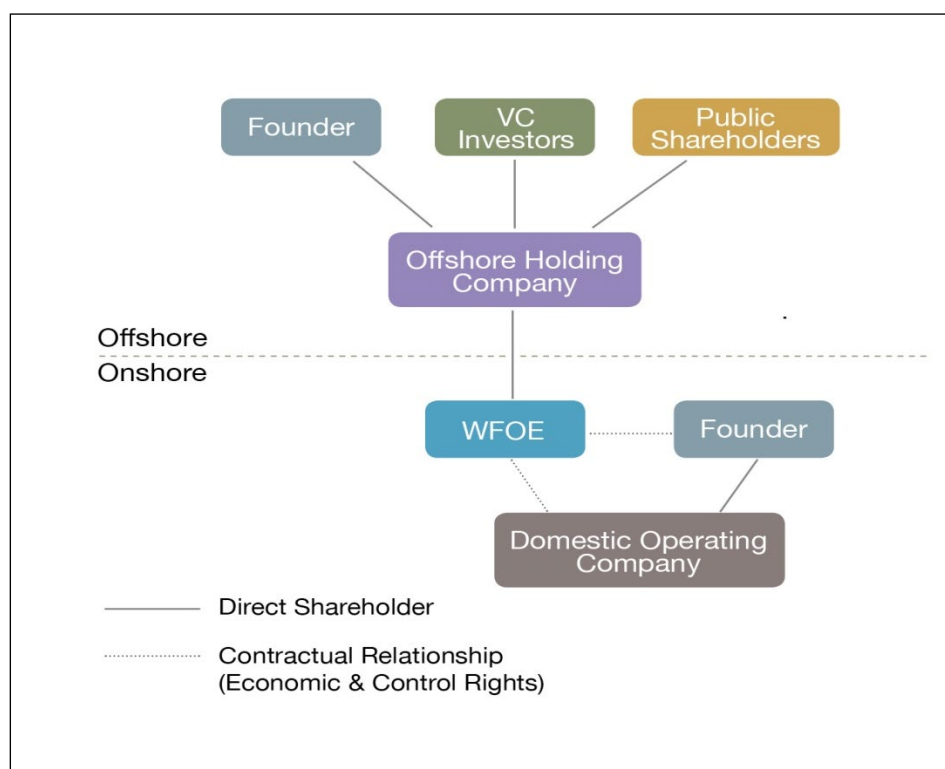 Founder
VC
Investors
Public
Shareholders
Offshore Holding
Company
Offshore
Onshore
WFOE
Founder
Domestic Operating
Company
Direct Shareholder
Contractual Relationship
(Economic & Control Rights)